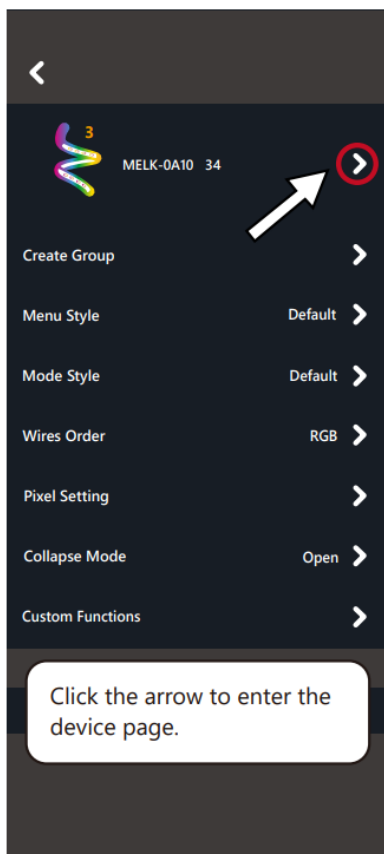 3
MELK-0A10 34
Create Group
Menu Style Default
Mode Style Default
Wires Order RGB
Pixel Setting
Collapse Mode Open
Custom Functions
Click the arrow to enter the
device page.